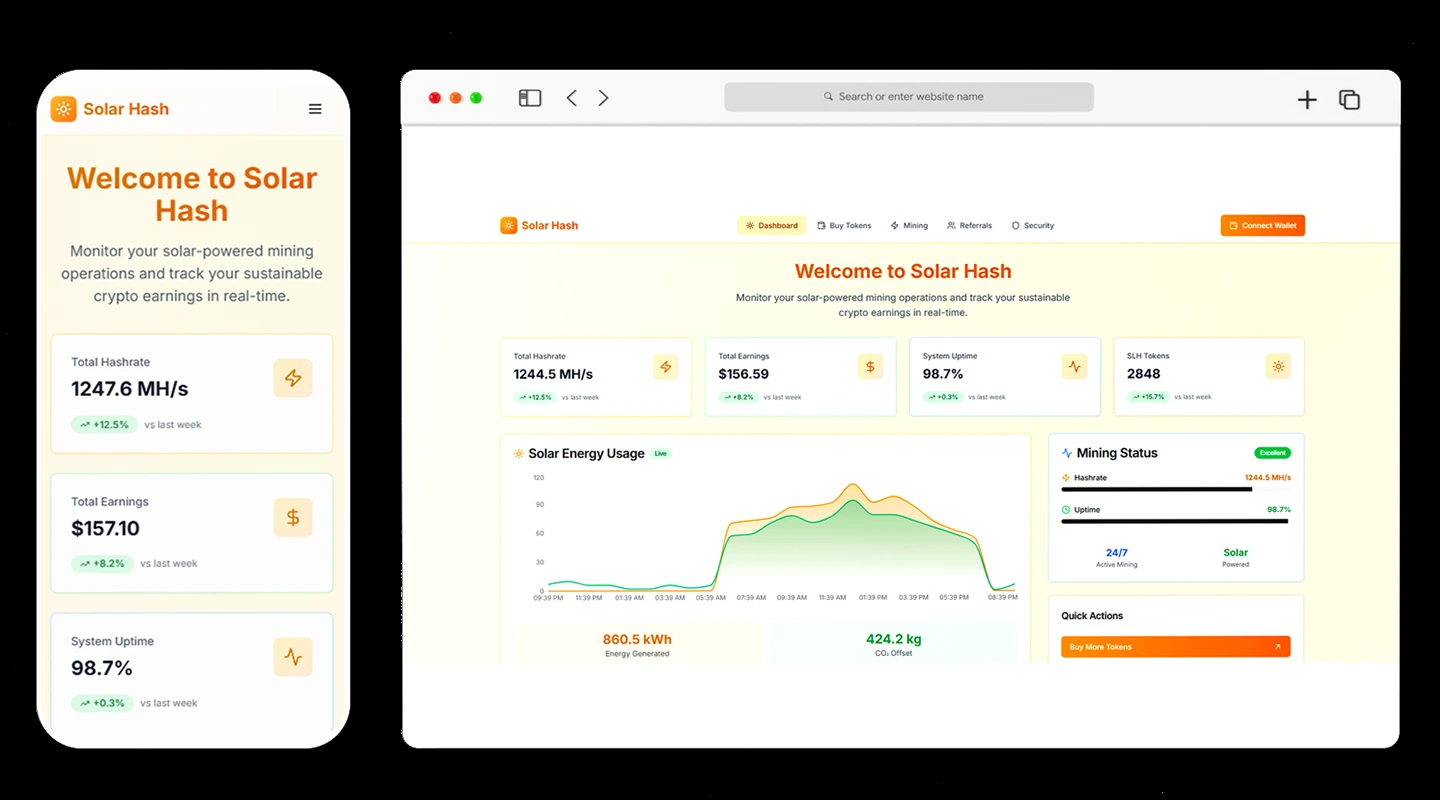 Solar Hash
Welcome to Solar
Hash
Monitor your solar-powered mining
operations and track your sustainable
crypto earnings in real-time.
Total Hashrate
1247.6 MH/s
+12.5% vs last week
Total Earnings
$157.10
+8.2% vs last week
System Uptime
98.7%
+0.3% vs last week
Search or enter website name
Solar Hash Dashboard Buy Tokens Mining Referrals Security Connect Wallet
Welcome to Solar Hash
Monitor your solar-powered mining operations and track your sustainable
crypto earnings in real-time.
Total Hashrate
1244.5 MH/s
+12.5% vs last week
Total Earnings
$156.59
+8.2% vs last week
System Uptime
98.7%
+0.3% vs last week
SLH Tokens
2848
+15.7% vs last week
Solar Energy Usage Live
120
90
60
30
0
09:39 PM 11:39 PM 01:39 AM 03:39 AM 05:39 AM 07:39 AM 09:39 AM 11:39 AM 01:39 PM 03:39 PM 05:39 PM 08:39 PM
860.5 kWh
Energy Generated
424.2 kg
CO₂ Offset
Mining Status Excellent
Hashrate 1244.5 MH/s
Uptime 98.7%
24/7
Active Mining
Solar
Powered
Quick Actions
Buy More Tokens